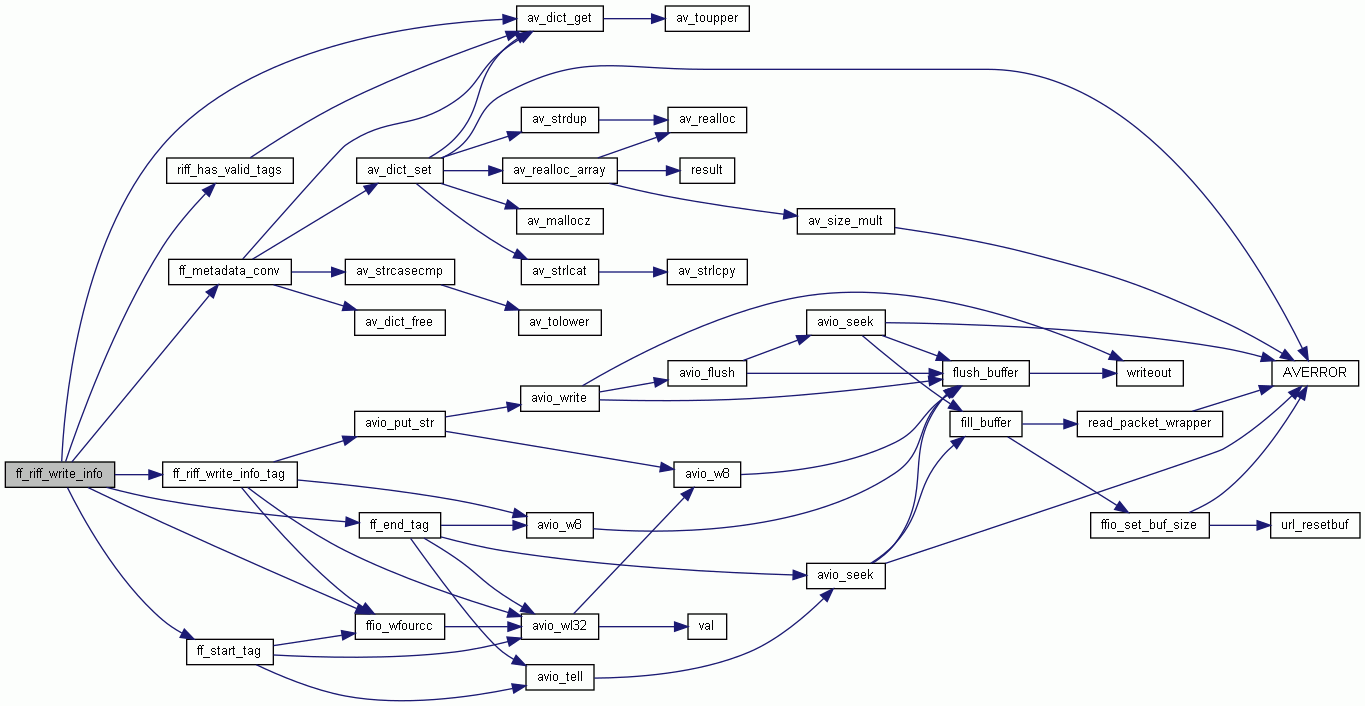 av_dict_get
av_toupper
av_strdup
av_realloc
riff_has_valid_tags
av_dict_set
av_realloc_array
result
av_mallocz
av_size_mult
ff_metadata_conv
av_strcasecmp
av_strlcat
av_strlcpy
av_dict_free
av_tolower
avio_seek
avio_flush
flush_buffer
writeout
AVERROR
avio_write
avio_put_str
fill_buffer
read_packet_wrapper
ff_riff_write_info
ff_riff_write_info_tag
avio_w8
ff_end_tag
avio_w8
ffio_set_buf_size
url_resetbuf
avio_seek
ffio_wfourcc
avio_wl32
val
ff_start_tag
avio_tell